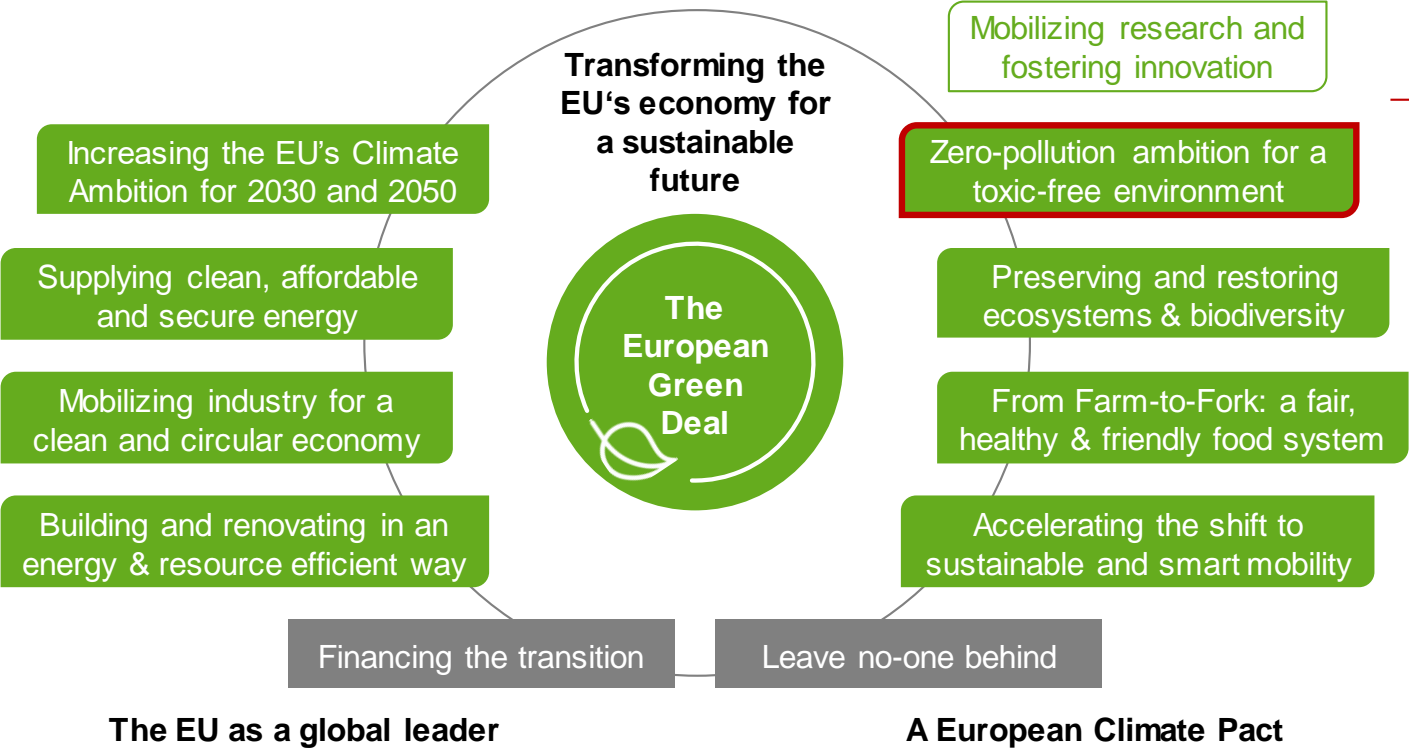 Mobilizing research and
fostering innovation
Transforming the
EU‘s economy for
a sustainable
future
Increasing the EU's Climate
Ambition for 2030 and 2050
Zero-pollution ambition for a
toxic-free environment
Supplying clean, affordable
and secure energy
Preserving and restoring
ecosystems & biodiversity
The
European
Green
Deal
Mobilizing industry for a
clean and circular economy
From Farm-to-Fork: a fair,
healthy & friendly food system
Building and renovating in an
energy & resource efficient way
Accelerating the shift to
sustainable and smart mobility
Financing the transition
Leave no-one behind
The EU as a global leader
A European Climate Pact